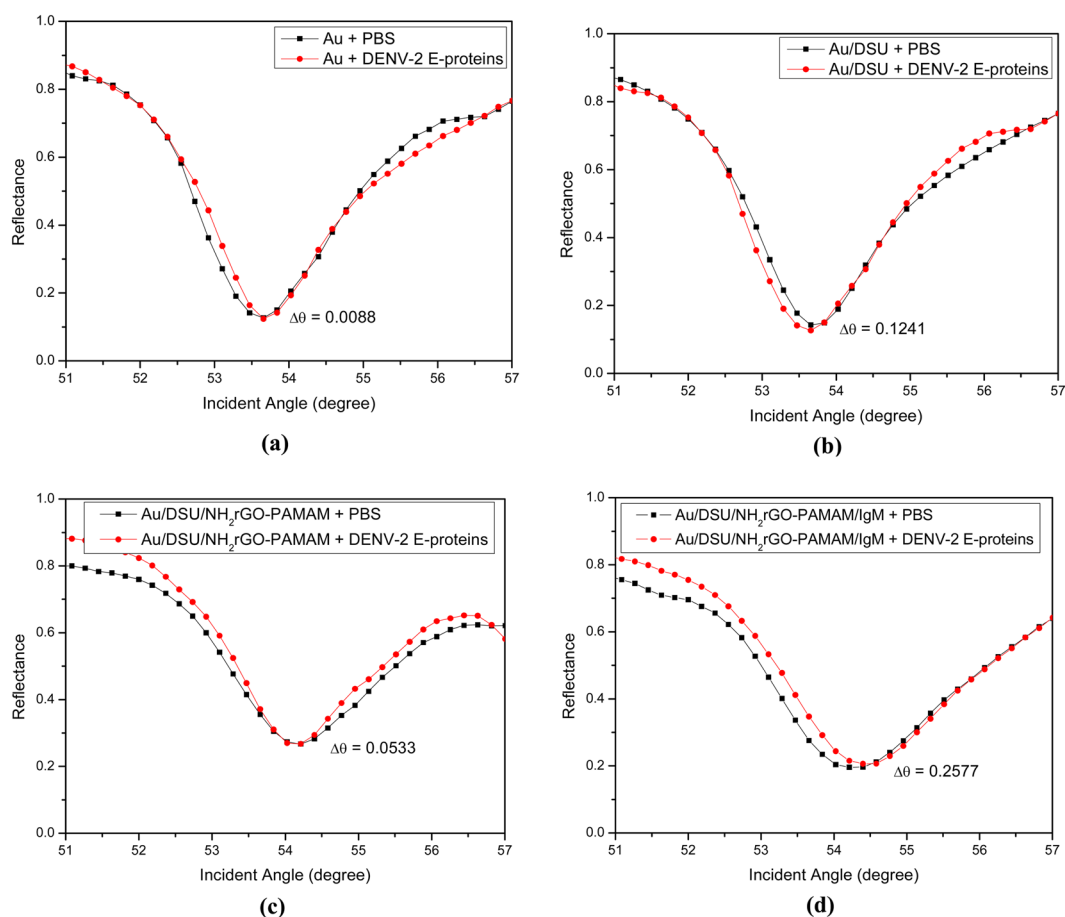 Au + PBS
Au + DENV-2 E-proteins
1.0
0.8
0.6
0.4
0.2
0.0
Reflectance
Δθ = 0.0088
51 52 53 54 55 56 57
Incident Angle (degree)
(a)
Au/DSU + PBS
Au/DSU + DENV-2 E-proteins
1.0
0.8
0.6
0.4
0.2
0.0
Reflectance
Δθ = 0.1241
51 52 53 54 55 56 57
Incident Angle (degree)
(b)
Au/DSU/NH₂rGO-PAMAM + PBS
Au/DSU/NH₂rGO-PAMAM + DENV-2 E-proteins
1.0
0.8
0.6
0.4
0.2
0.0
Reflectance
Δθ = 0.0533
51 52 53 54 55 56 57
Incident Angle (degree)
(c)
Au/DSU/NH₂rGO-PAMAM/IgM + PBS
Au/DSU/NH₂rGO-PAMAM/IgM + DENV-2 E-proteins
1.0
0.8
0.6
0.4
0.2
0.0
Reflectance
Δθ = 0.2577
51 52 53 54 55 56 57
Incident Angle (degree)
(d)